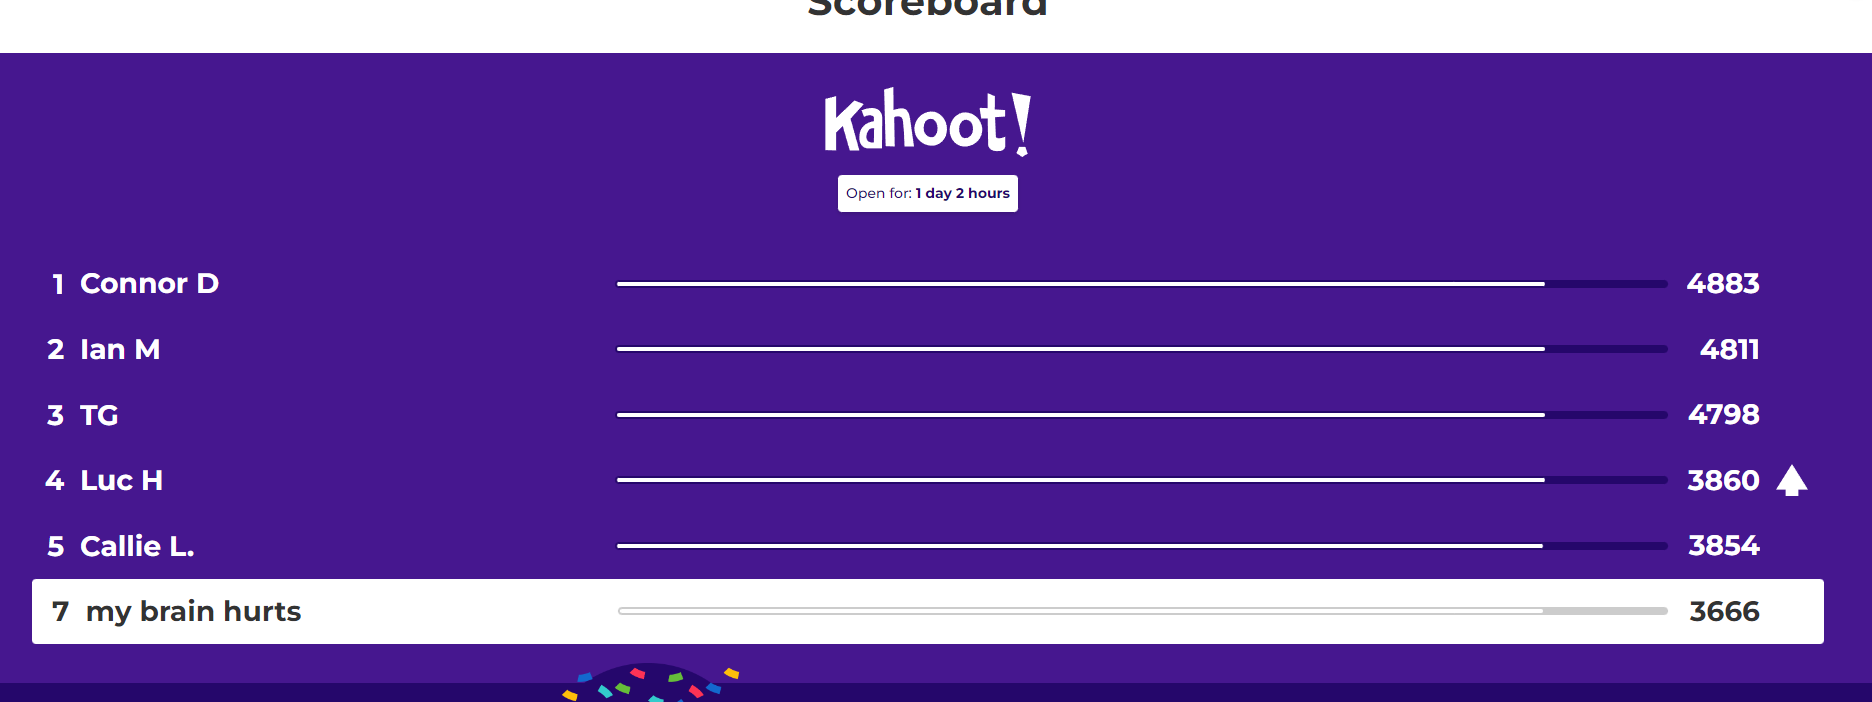 Scoreboard
Kahoot!
Open for: 1 day 2 hours
1 Connor D 4883
2 Ian M 4811
3 TG 4798
4 Luc H 3860
5 Callie L. 3854
7 my brain hurts 3666